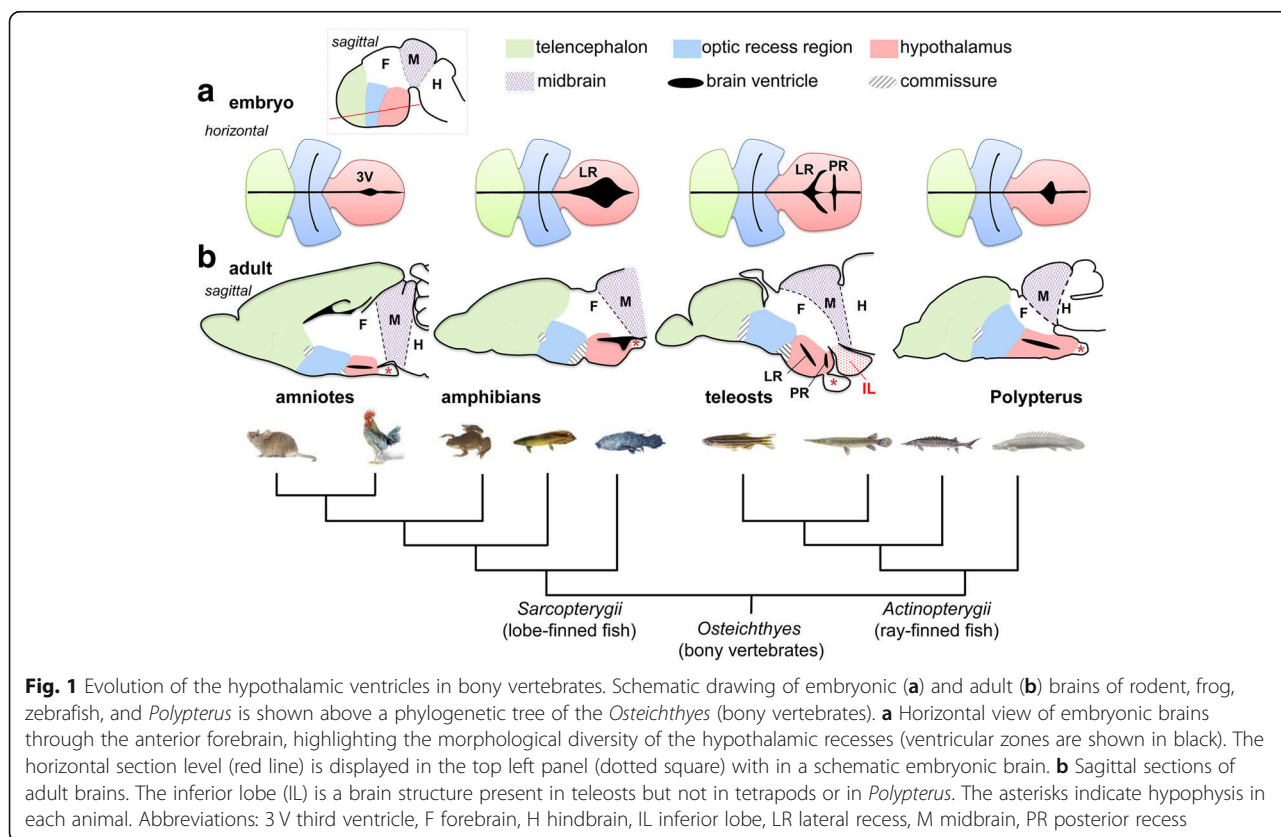 sagittal
F
M
H
telencephalon
optic recess region
hypothalamus
midbrain
brain ventricle
commissure
a
embryo
horizontal
3V
LR
LR
PR
b
adult
sagittal
F
M
H
*
F
M
*
F
M
H
LR
PR
*
IL
F
M
H
*
amniotes
amphibians
teleosts
Polypterus
Sarcopterygii
(lobe-finned fish)
Osteichthyes
(bony vertebrates)
Actinopterygii
(ray-finned fish)
Fig. 1 Evolution of the hypothalamic ventricles in bony vertebrates. Schematic drawing of embryonic (a) and adult (b) brains of rodent, frog,
zebrafish, and Polypterus is shown above a phylogenetic tree of the Osteichthyes (bony vertebrates). a Horizontal view of embryonic brains
through the anterior forebrain, highlighting the morphological diversity of the hypothalamic recesses (ventricular zones are shown in black). The
horizontal section level (red line) is displayed in the top left panel (dotted square) with in a schematic embryonic brain. b Sagittal sections of
adult brains. The inferior lobe (IL) is a brain structure present in teleosts but not in tetrapods or in Polypterus. The asterisks indicate hypophysis in
each animal. Abbreviations: 3 V third ventricle, F forebrain, H hindbrain, IL inferior lobe, LR lateral recess, M midbrain, PR posterior recess